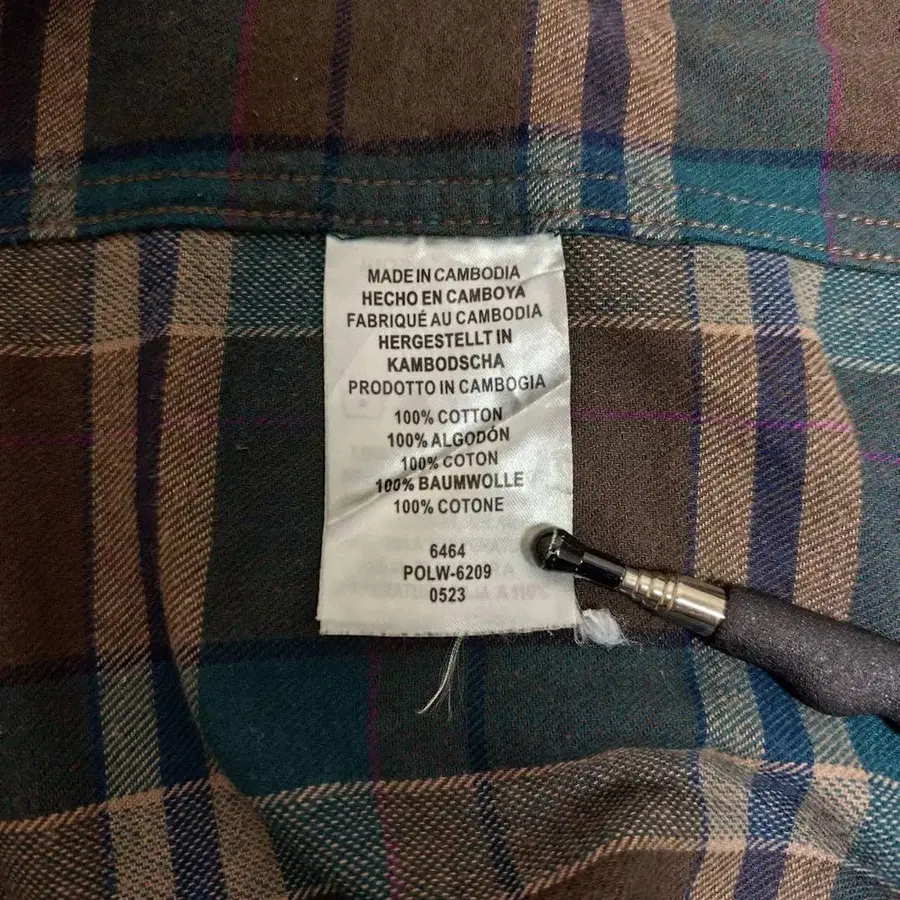 MADE IN CAMBODIA
HECHO EN CAMBOYA
FABRIQUÉ AU CAMBODIA
HERGESTELLT IN
KAMBODSCHA
PRODOTTO IN CAMBOGIA
100% COTTON
100% ALGODÓN
100% COTON
100% BAUMWOLLE
100% COTONE
6464
POLW-6209
0523